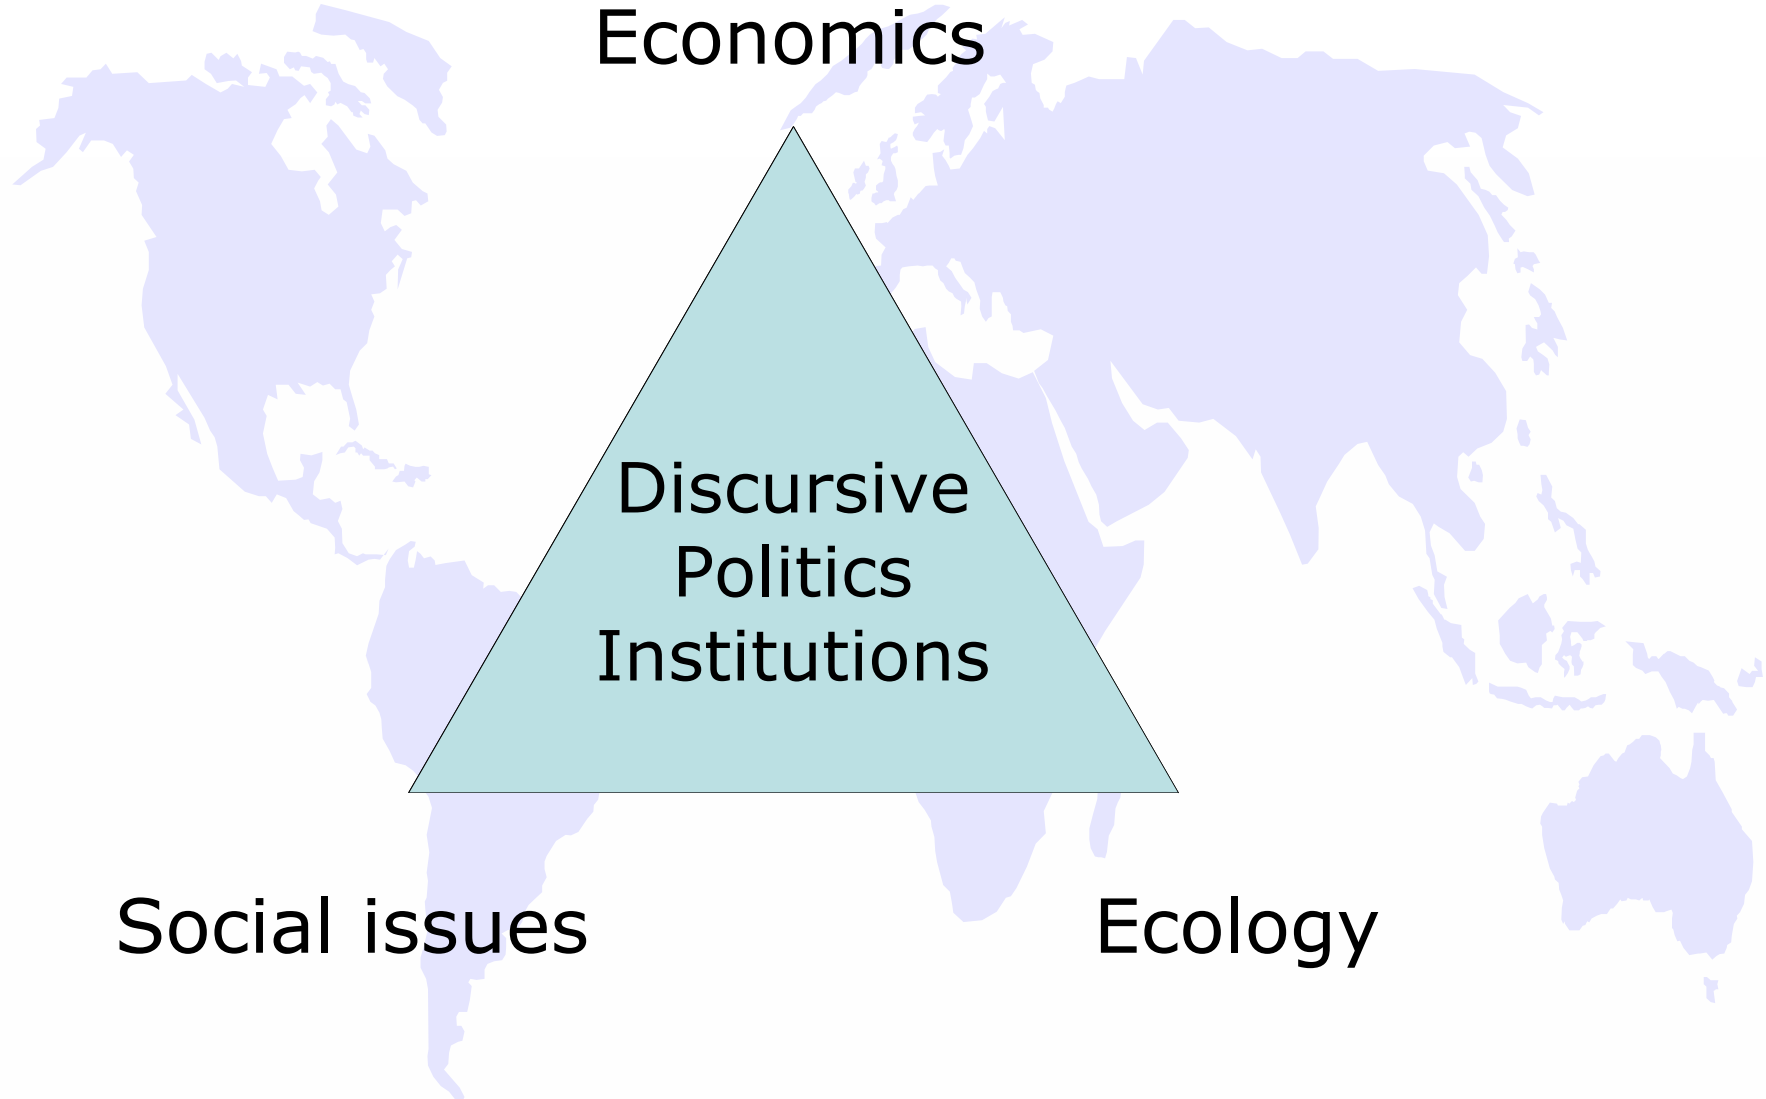 Economics
Discursive
Politics
Institutions
Social issues
Ecology